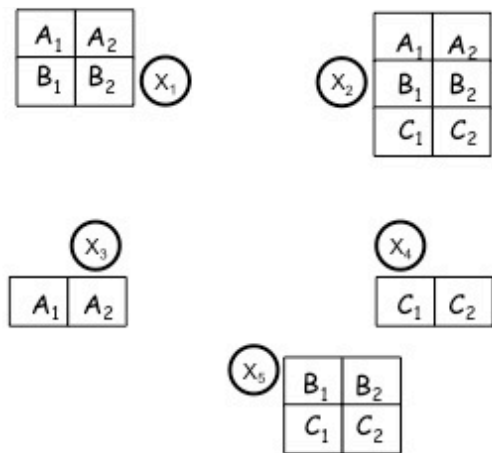 A₁ A₂
B₁ B₂
X₁
A₁ A₂
X₂ B₁ B₂
C₁ C₂
X₃
A₁ A₂
X₄
C₁ C₂
X₅
B₁ B₂
C₁ C₂